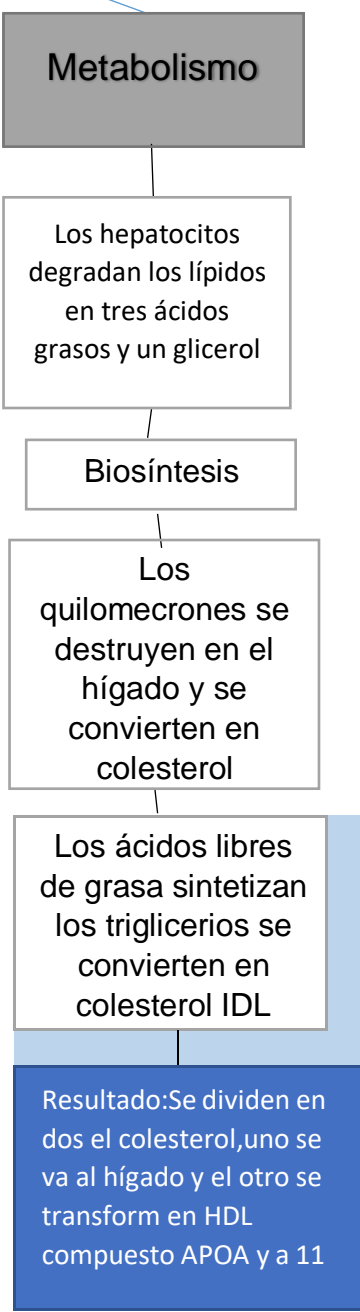 Metabolismo
Los hepatocitos
degradan los lípidos
en tres ácidos
grasos y un glicerol
Biosíntesis
Los
quilomecrones se
destruyen en el
hígado y se
convierten en
colesterol
Los ácidos libres
de grasa sintetizan
los triglicerios se
convierten en
colesterol IDL
Resultado:Se dividen en
dos el colesterol,uno se
va al hígado y el otro se
transform en HDL
compuesto APOA y a 11